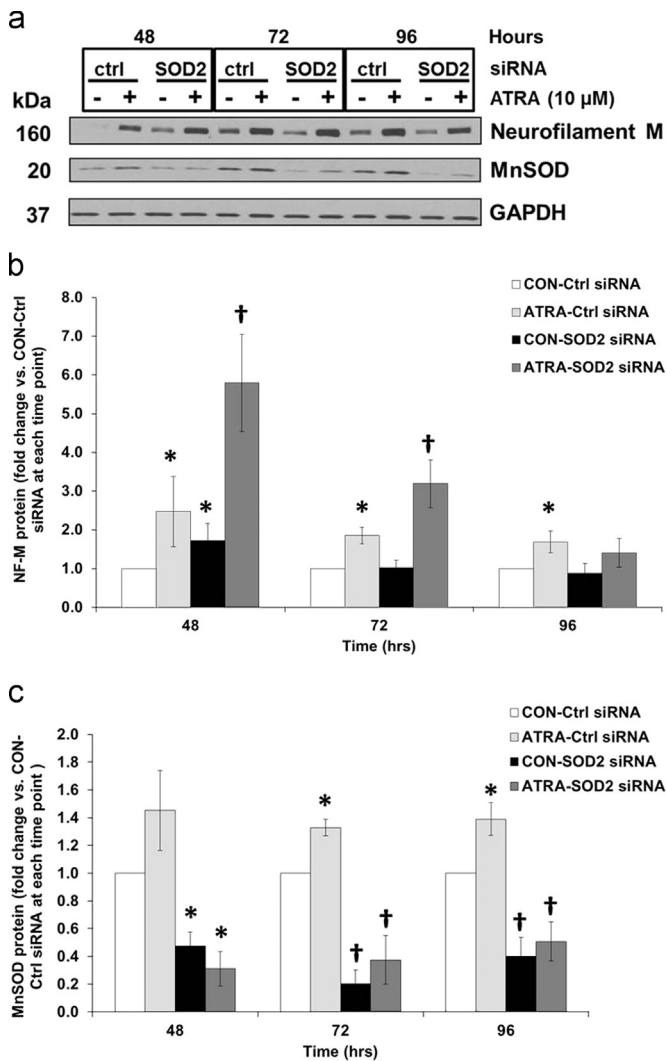 a
48 72 96 Hours
ctrl SOD2 ctrl SOD2 ctrl SOD2 siRNA
kDa - + - + - + - + - + - + ATRA (10 µM)
160 Neurofilament M
20 MnSOD
37 GAPDH
b
NF-M protein (fold change vs. CON-Ctrl
siRNA at each time point)
8.0
7.0
6.0
5.0
4.0
3.0
2.0
1.0
0.0
CON-Ctrl siRNA
ATRA-Ctrl siRNA
CON-SOD2 siRNA
ATRA-SOD2 siRNA
* * †
* †
*
48 72 96
Time (hrs)
c
MnSOD protein (fold change vs. CON-
Ctrl siRNA at each time point )
2.0
1.8
1.6
1.4
1.2
1.0
0.8
0.6
0.4
0.2
0.0
CON-Ctrl siRNA
ATRA-Ctrl siRNA
CON-SOD2 siRNA
ATRA-SOD2 siRNA
* *
* † †
* † †
48 72 96
Time (hrs)